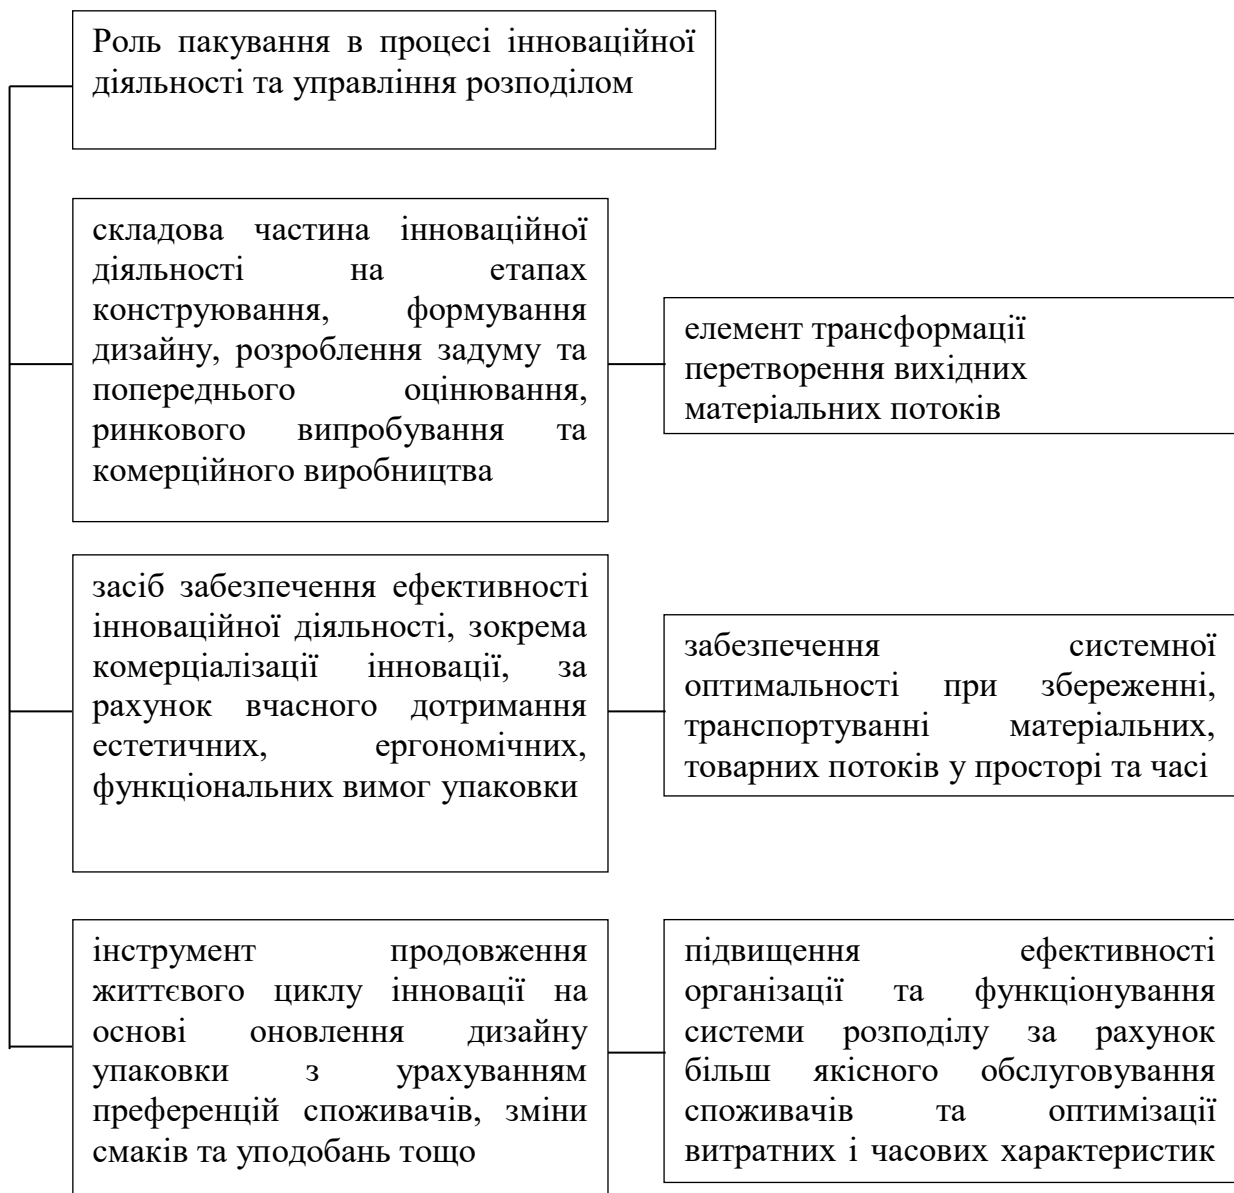 Роль пакування в процесі інноваційної
діяльності та управління розподілом
складова частина інноваційної
діяльності на етапах
конструювання, формування
дизайну, розроблення задуму та
попереднього оцінювання,
ринкового випробування та
комерційного виробництва
елемент трансформації
перетворення вихідних
матеріальних потоків
засіб забезпечення ефективності
інноваційної діяльності, зокрема
комерціалізації інновації, за
рахунок вчасного дотримання
естетичних, ергономічних,
функціональних вимог упаковки
забезпечення системної
оптимальності при збереженні,
транспортуванні матеріальних,
товарних потоків у просторі та часі
інструмент продовження
життєвого циклу інновації на
основі оновлення дизайну
упаковки з урахуванням
преференцій споживачів, зміни
смаків та уподобань тощо
підвищення ефективності
організації та функціонування
системи розподілу за рахунок
більш якісного обслуговування
споживачів та оптимізації
витратних і часових характеристик